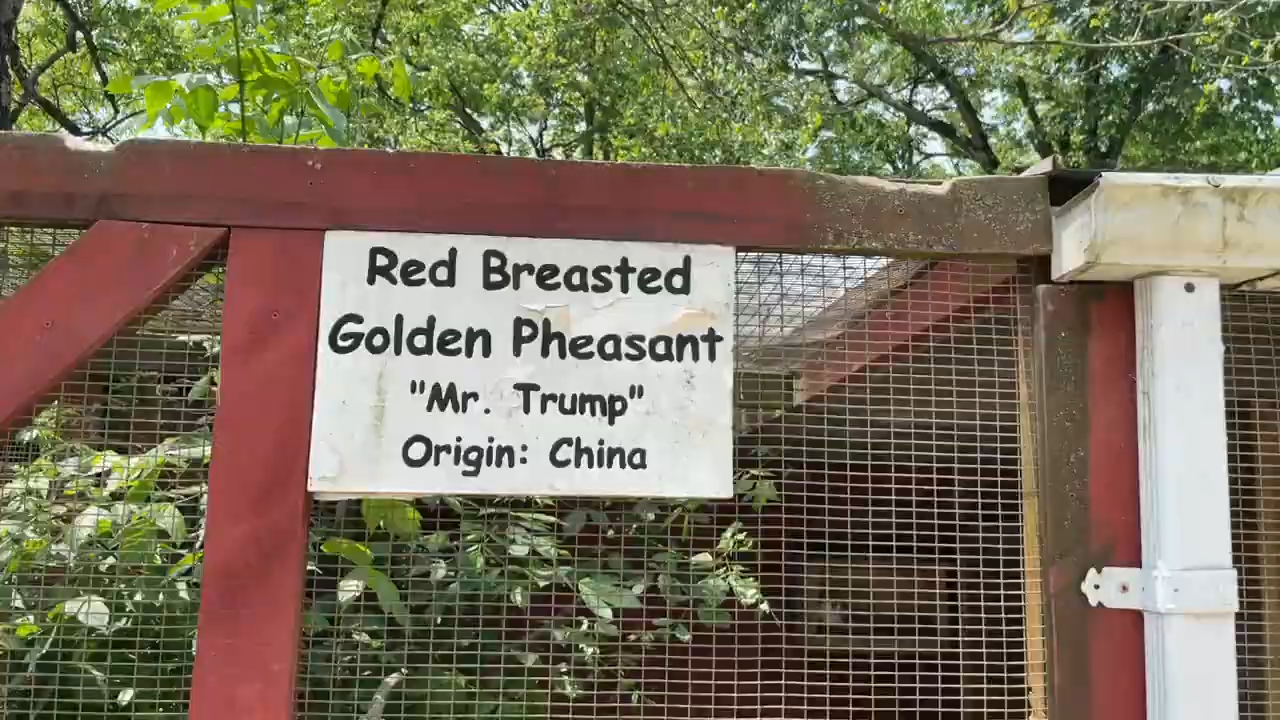 Red Breasted
Golden Pheasant
"Mr. Trump"
Origin: China